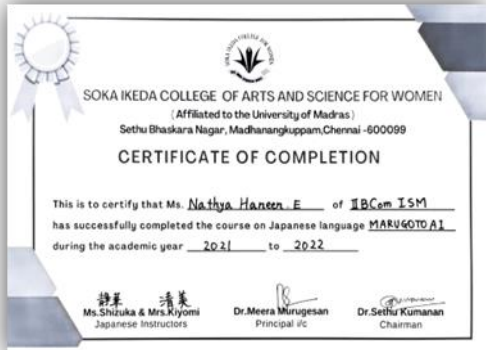 SOKA IKEDA COLLEGE OF ARTS AND SCIENCE FOR WOMEN
(Affiliated to the University of Madras)
Sethu Bhaskara Nagar, Madhanangkuppam,Chennai -600099
CERTIFICATE OF COMPLETION
This is to certify that Ms. Nathya Haneen. E of II BCom ISM
has successfully completed the course on Japanese language MARUGOTO A1
during the academic year 2021 to 2022
静華 清美
Ms.Shizuka & Mrs.Kiyomi Dr.Meera Murugesan Dr.Sethu Kumanan
Japanese Instructors Principal i/c Chairman